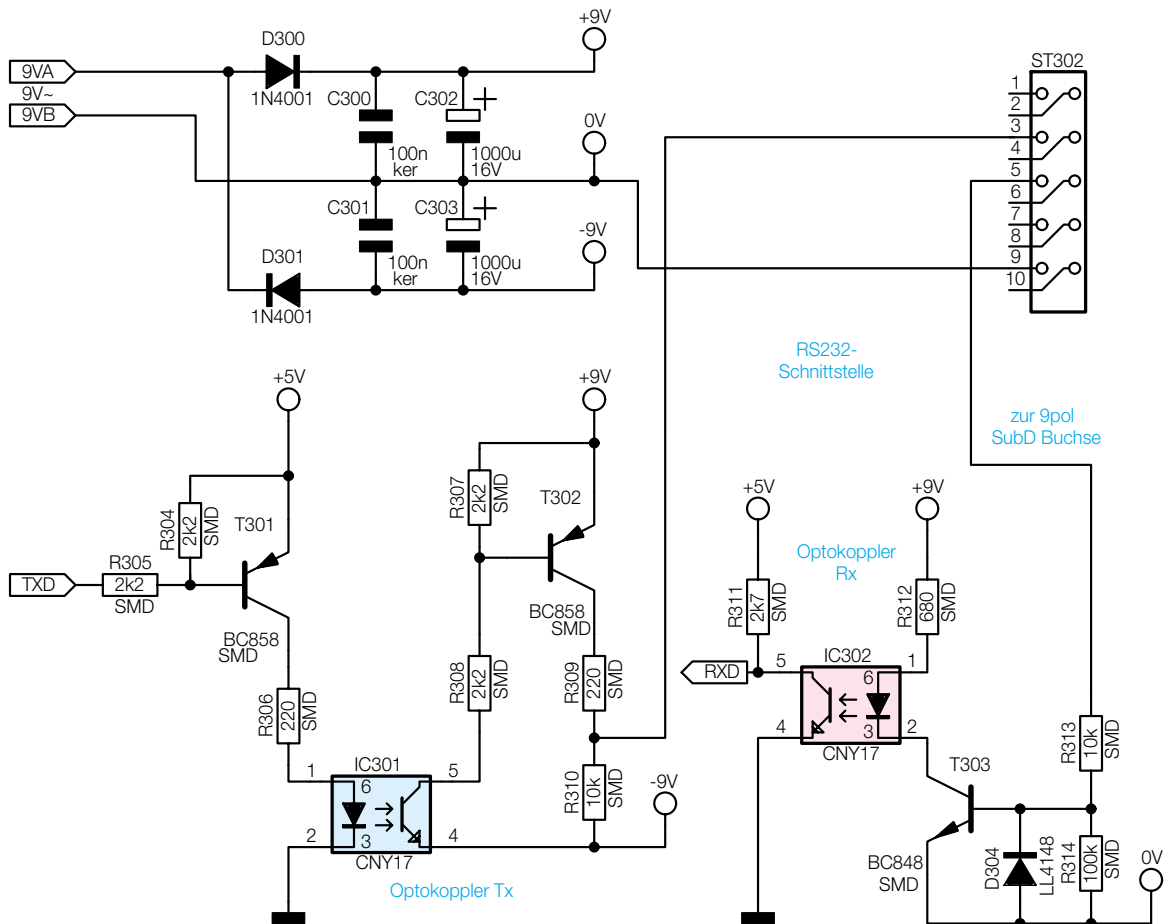 +9V
D300
9VA
9V~
9VB
1N4001
C300
C302
+
100n
ker
1000u
16V
0V
C301
C303
+
100n
ker
1000u
16V
-9V
D301
1N4001
ST302
1
2
3
4
5
6
7
8
9
10
RS232-
Schnittstelle
zur 9pol
SubD Buchse
+5V
R304
2k2
SMD
T301
TXD
R305
2k2
SMD
BC858
SMD
R306
220
SMD
+9V
R307
2k2
SMD
T302
BC858
SMD
R308
2k2
SMD
R309
220
SMD
R310
10k
SMD
-9V
1
2
IC301
6
3
5
4
CNY17
Optokoppler Tx
+5V
+9V
Optokoppler
Rx
R311
2k7
SMD
R312
680
SMD
RXD
5
4
IC302
6
3
1
2
CNY17
T303
BC848
SMD
R313
10k
SMD
D304
LL4148
R314
100k
SMD
0V